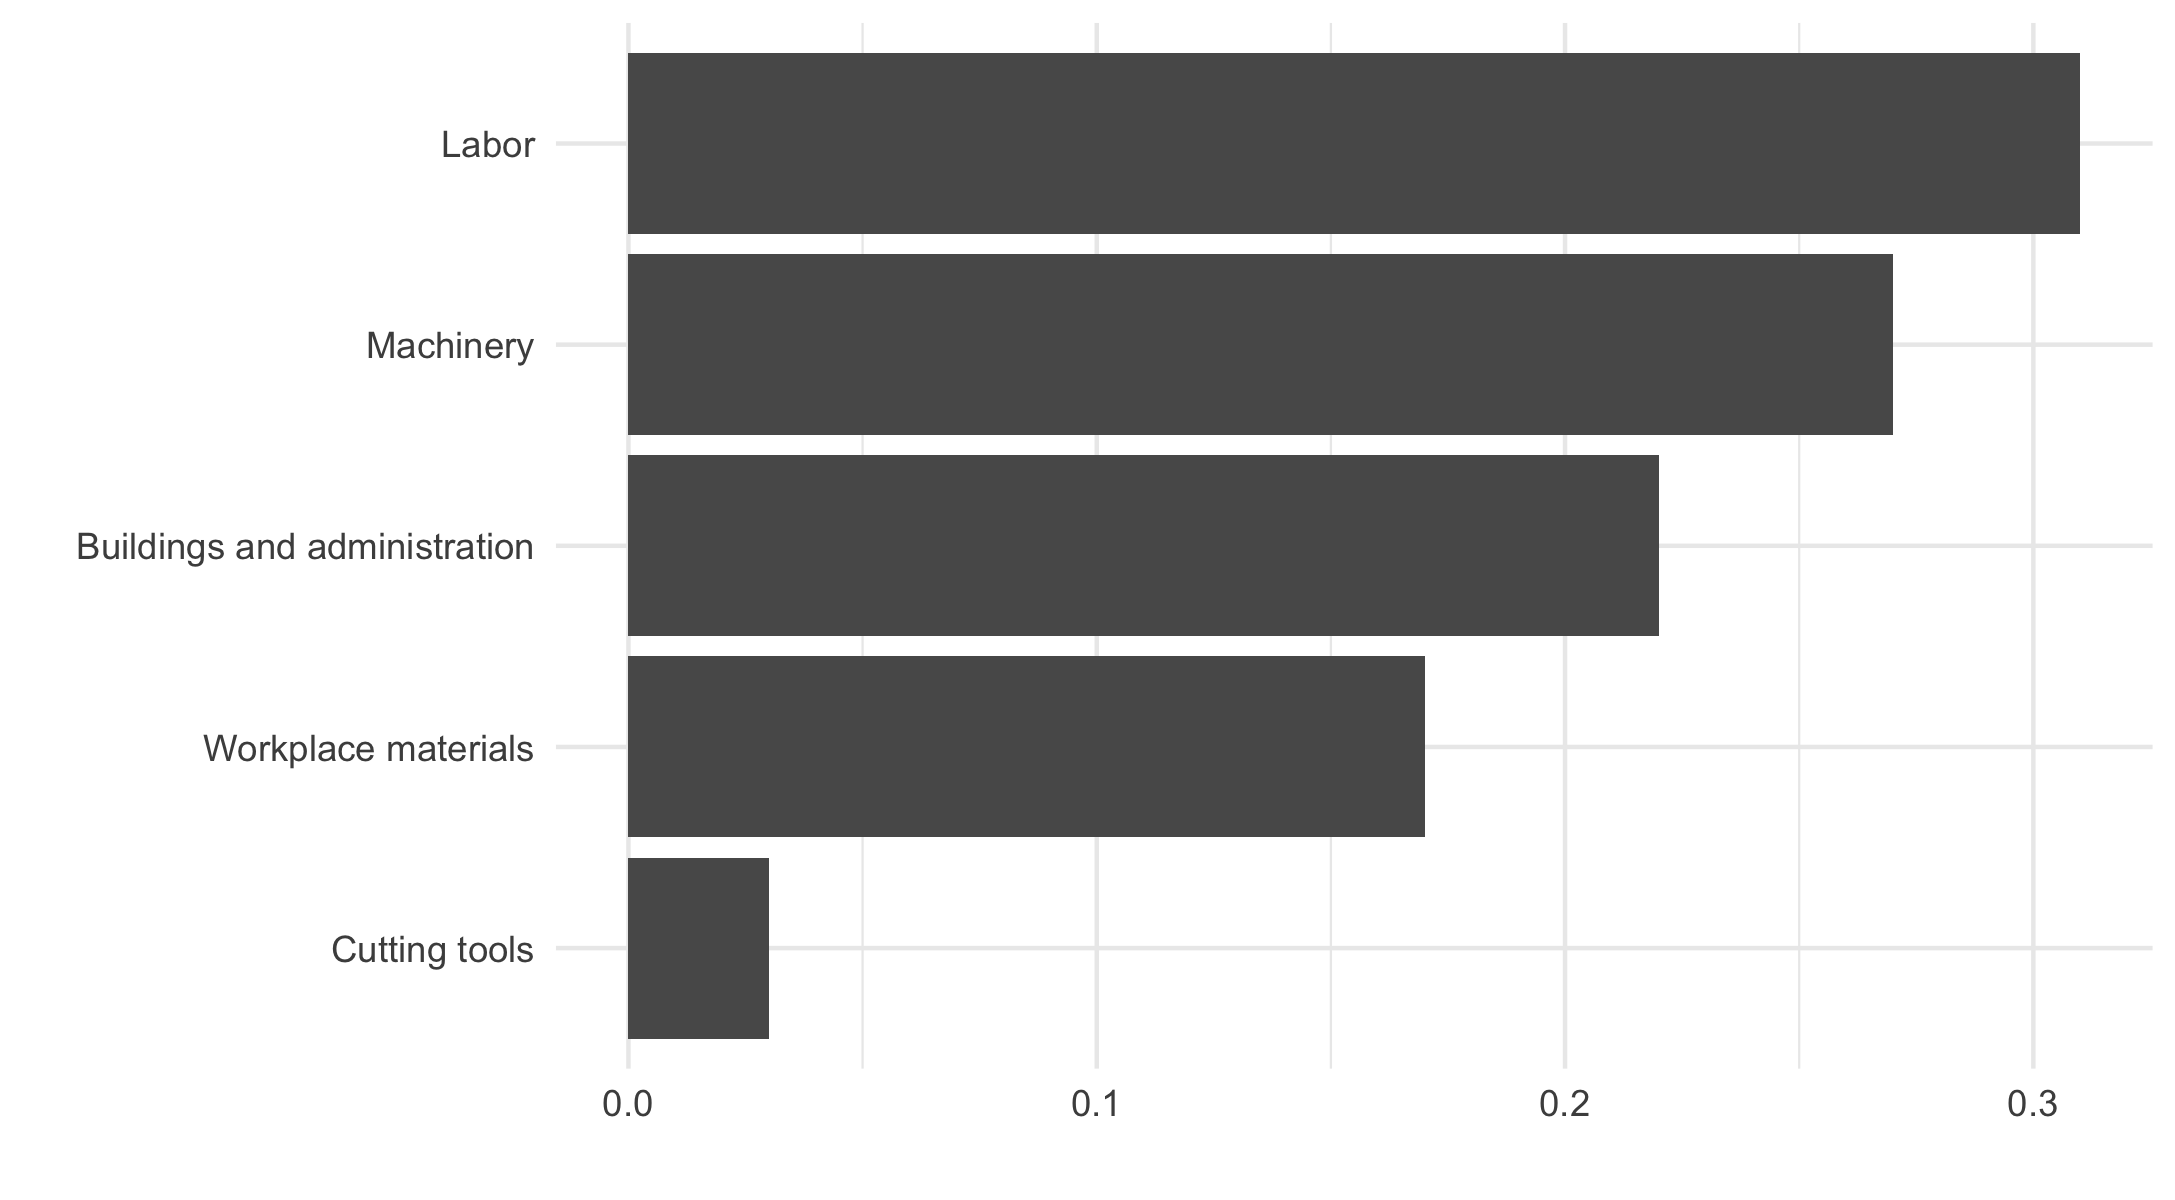 Labor
Machinery
Buildings and administration
Workplace materials
Cutting tools
0.0 0.1 0.2 0.3